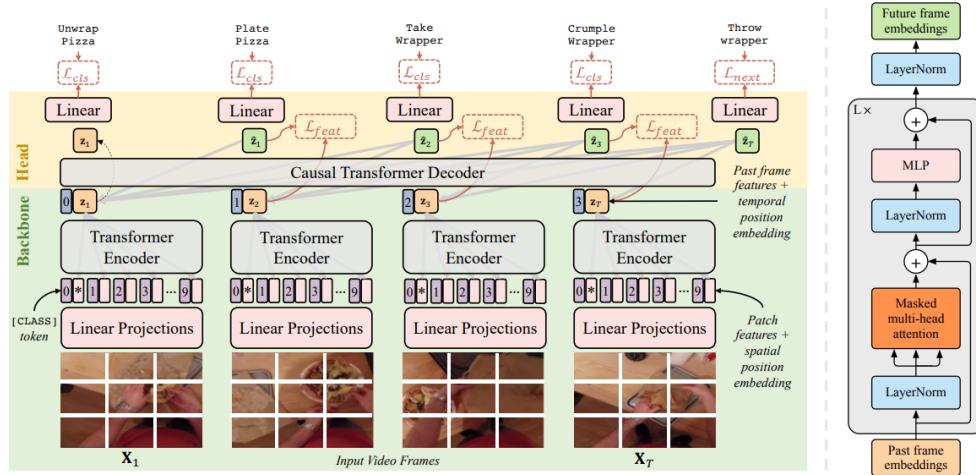 Unwrap
Pizza
Plate
Pizza
Take
Wrapper
Crumple
Wrapper
Throw
wrapper
ℒcls
ℒcls
ℒcls
ℒcls
ℒnext
Linear
Linear
Linear
Linear
Linear
ℒfeat
ℒfeat
ℒfeat
z1
ẑ1
ẑ2
ẑ3
ẑT
Head
Causal Transformer Decoder
Past frame
features +
temporal
position
embedding
Backbone
0 z1
1 z2
2 z3
3 zT
Transformer
Encoder
Transformer
Encoder
Transformer
Encoder
Transformer
Encoder
0 * 1 2 3 ... 9
0 * 1 2 3 ... 9
0 * 1 2 3 ... 9
0 * 1 2 3 ... 9
[CLASS]
token
Linear Projections
Linear Projections
Linear Projections
Linear Projections
Patch
features +
spatial
position
embedding
X1
Input Video Frames
XT
Future frame
embeddings
LayerNorm
L×
+
MLP
LayerNorm
+
Masked
multi-head
attention
LayerNorm
Past frame
embeddings